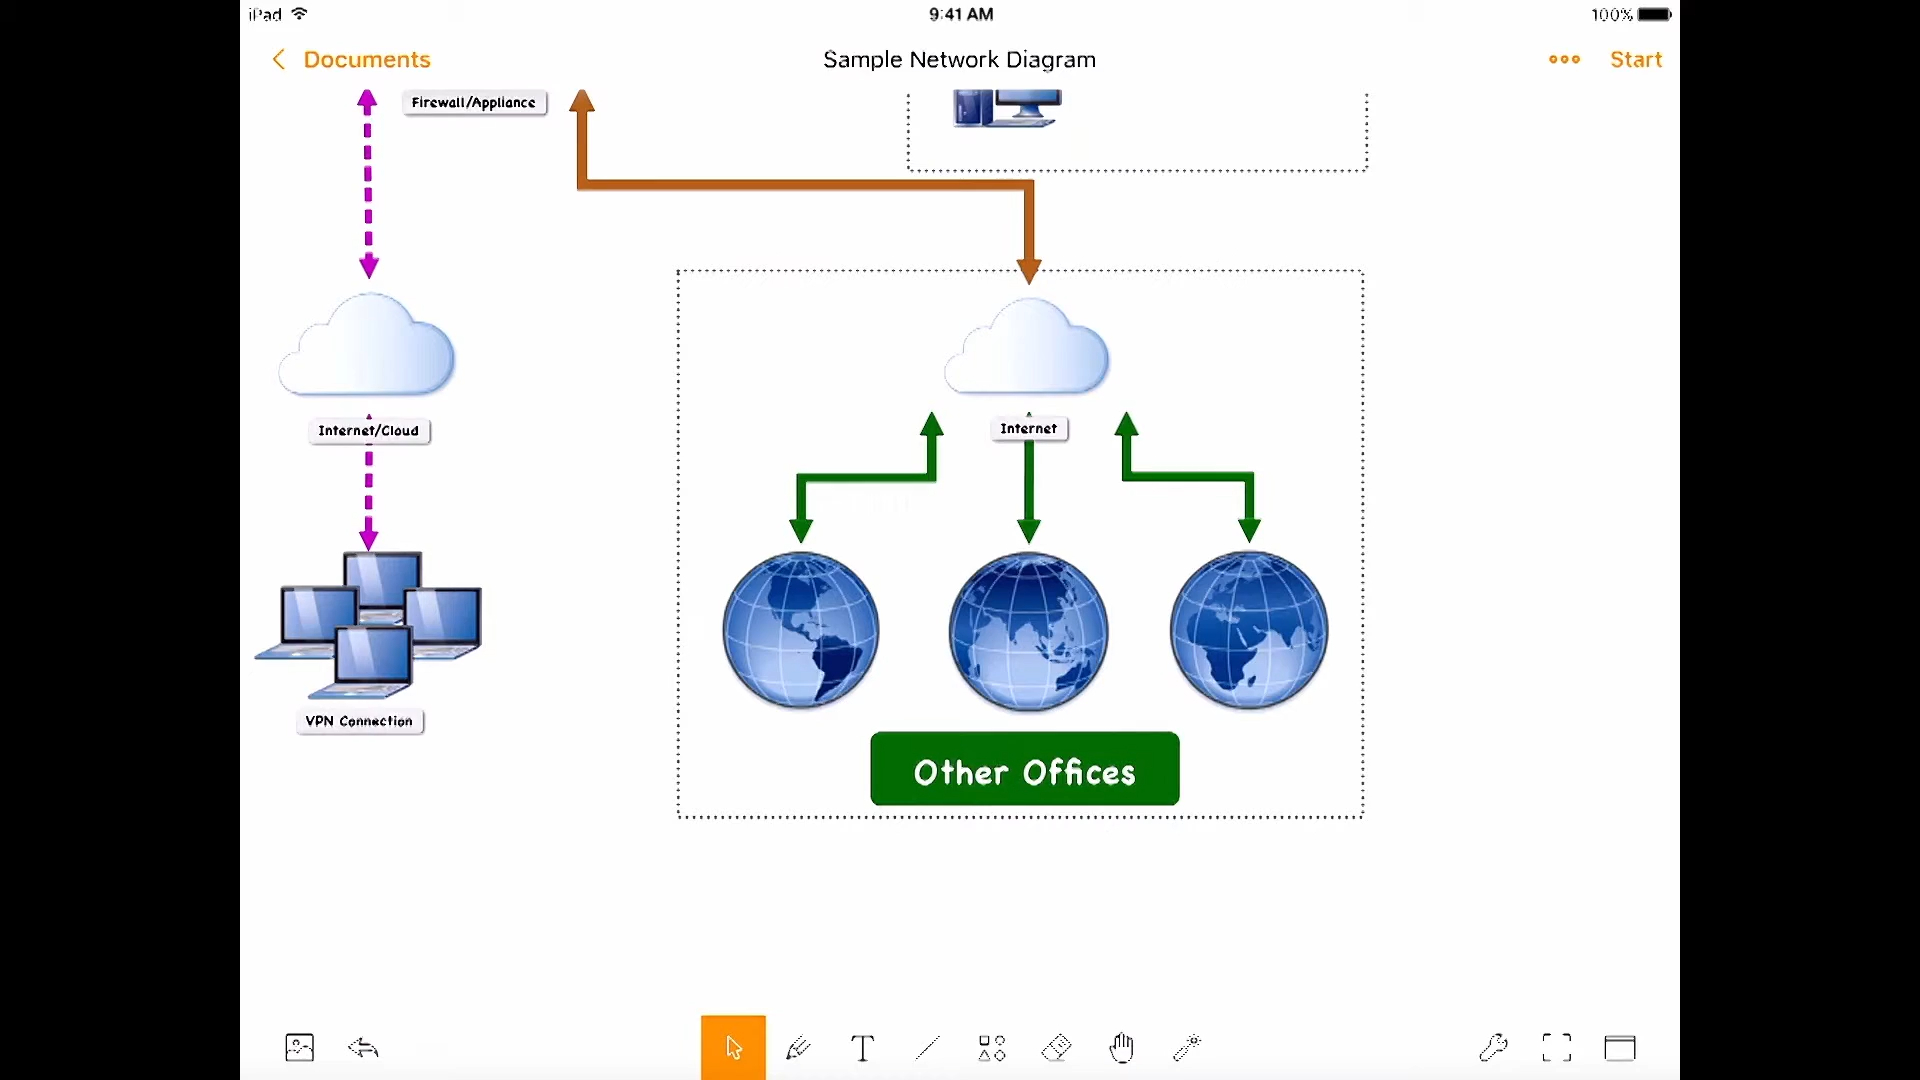 iPad
9:41 AM
100%
Documents
Sample Network Diagram
Start
Firewall/Appliance
Internet/Cloud
Internet
VPN Connection
Other Offices